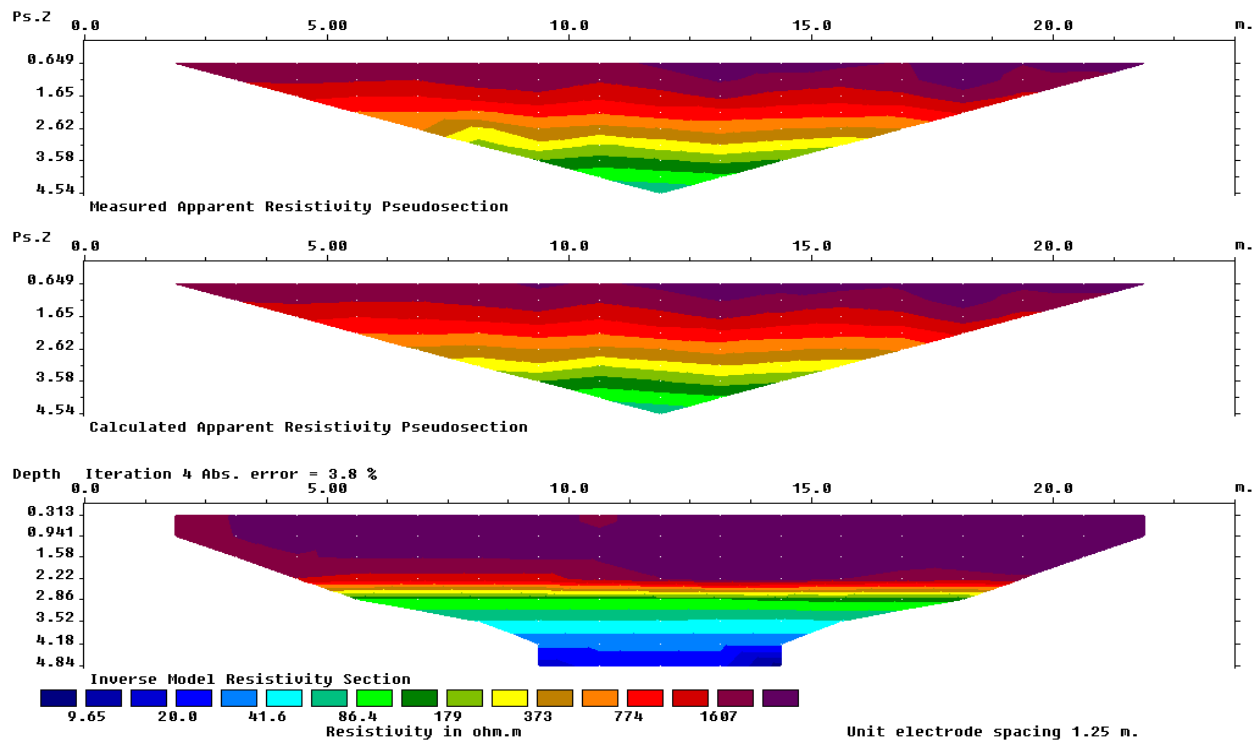 Ps.Z 0.0 5.00 10.0 15.0 20.0 m.
0.649
1.65
2.62
3.58
4.54
Measured Apparent Resistivity Pseudosection
Ps.Z 0.0 5.00 10.0 15.0 20.0 m.
0.649
1.65
2.62
3.58
4.54
Calculated Apparent Resistivity Pseudosection
Depth Iteration 4 Abs. error = 3.8 %
0.0 5.00 10.0 15.0 20.0 m.
0.313
0.941
1.58
2.22
2.86
3.52
4.18
4.84
Inverse Model Resistivity Section
9.65 20.0 41.6 86.4 179 373 774 1607
Resistivity in ohm.m Unit electrode spacing 1.25 m.